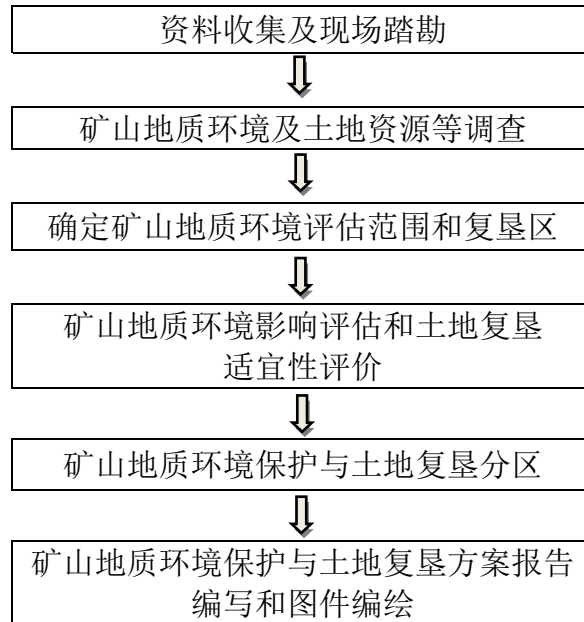 资料收集及现场踏勘
矿山地质环境及土地资源等调查
确定矿山地质环境评估范围和复垦区
矿山地质环境影响评估和土地复垦
适宜性评价
矿山地质环境保护与土地复垦分区
矿山地质环境保护与土地复垦方案报告
编写和图件编绘